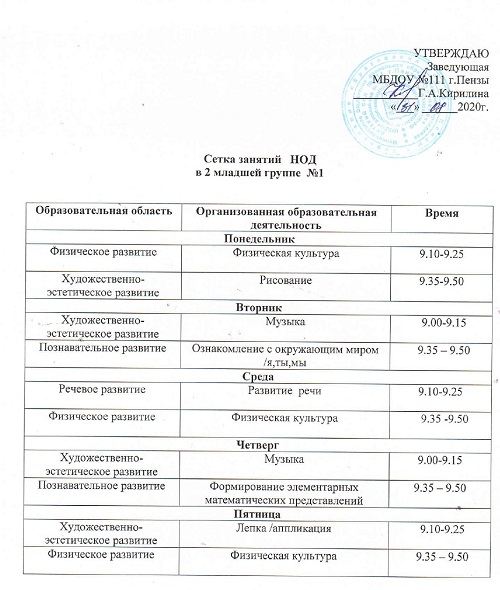 УТВЕРЖДАЮ
Заведующая
МБДОУ №111 г.Пензы
Г.А.Кирилина
«31» 08 2020г.
Сетка занятий НОД
в 2 младшей группе №1
Образовательная область Организованная образовательная деятельность Время
Понедельник
Физическое развитие Физическая культура 9.10-9.25
Художественно-эстетическое развитие Рисование 9.35-9.50
Вторник
Художественно-эстетическое развитие Музыка 9.00-9.15
Познавательное развитие Ознакомление с окружающим миром /я,ты,мы 9.35 – 9.50
Среда
Речевое развитие Развитие речи 9.10-9.25
Физическое развитие Физическая культура 9.35 -9.50
Четверг
Художественно-эстетическое развитие Музыка 9.00-9.15
Познавательное развитие Формирование элементарных математических представлений 9.35 – 9.50
Пятница
Художественно-эстетическое развитие Лепка /аппликация 9.10-9.25
Физическое развитие Физическая культура 9.35 – 9.50